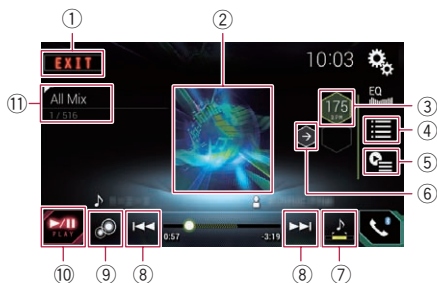 ① ②
EXIT
10:03
EQ
⑪ All Mix
1 / 516
175
③
④
⑤
⑥
0:57
-3:19
PLAY
⑩ ⑨ ⑧ ⑧ ⑦